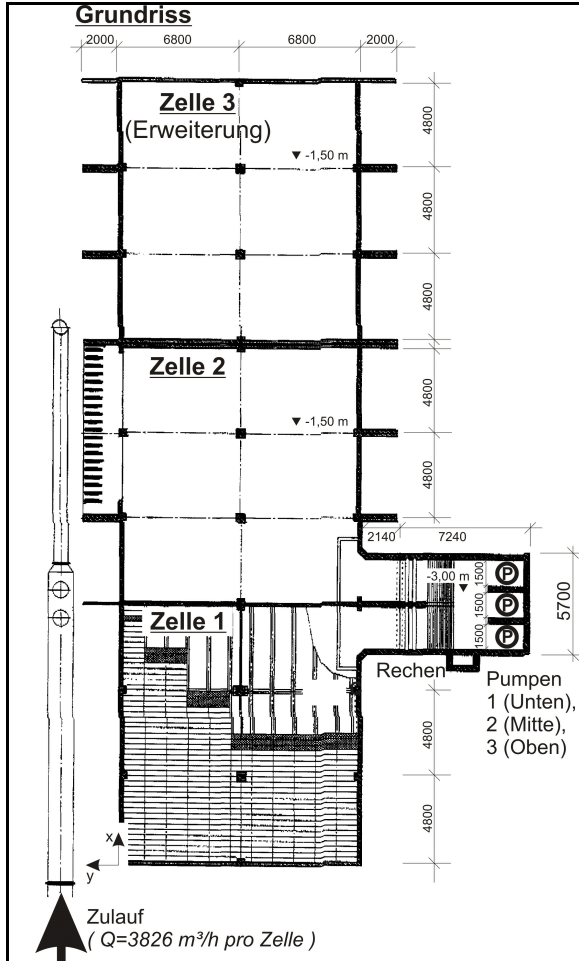 Grundriss
2000 6800 6800 2000
Zelle 3
(Erweiterung)
4800
-1,50 m
4800
4800
Zelle 2
4800
-1,50 m
4800
2140 7240
-3,00 m
1500
P
1500
P
1500
P
5700
Zelle 1
Rechen
Pumpen
1 (Unten),
2 (Mitte),
3 (Oben)
4800
4800
x
y
Zulauf
( Q=3826 m³/h pro Zelle )